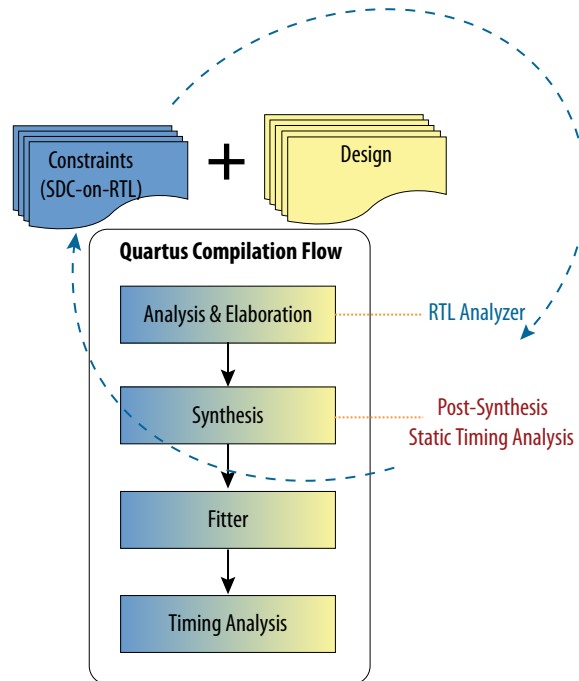 Constraints
(SDC-on-RTL)
+
Design
Quartus Compilation Flow
Analysis & Elaboration
RTL Analyzer
Synthesis
Post-Synthesis
Static Timing Analysis
Fitter
Timing Analysis